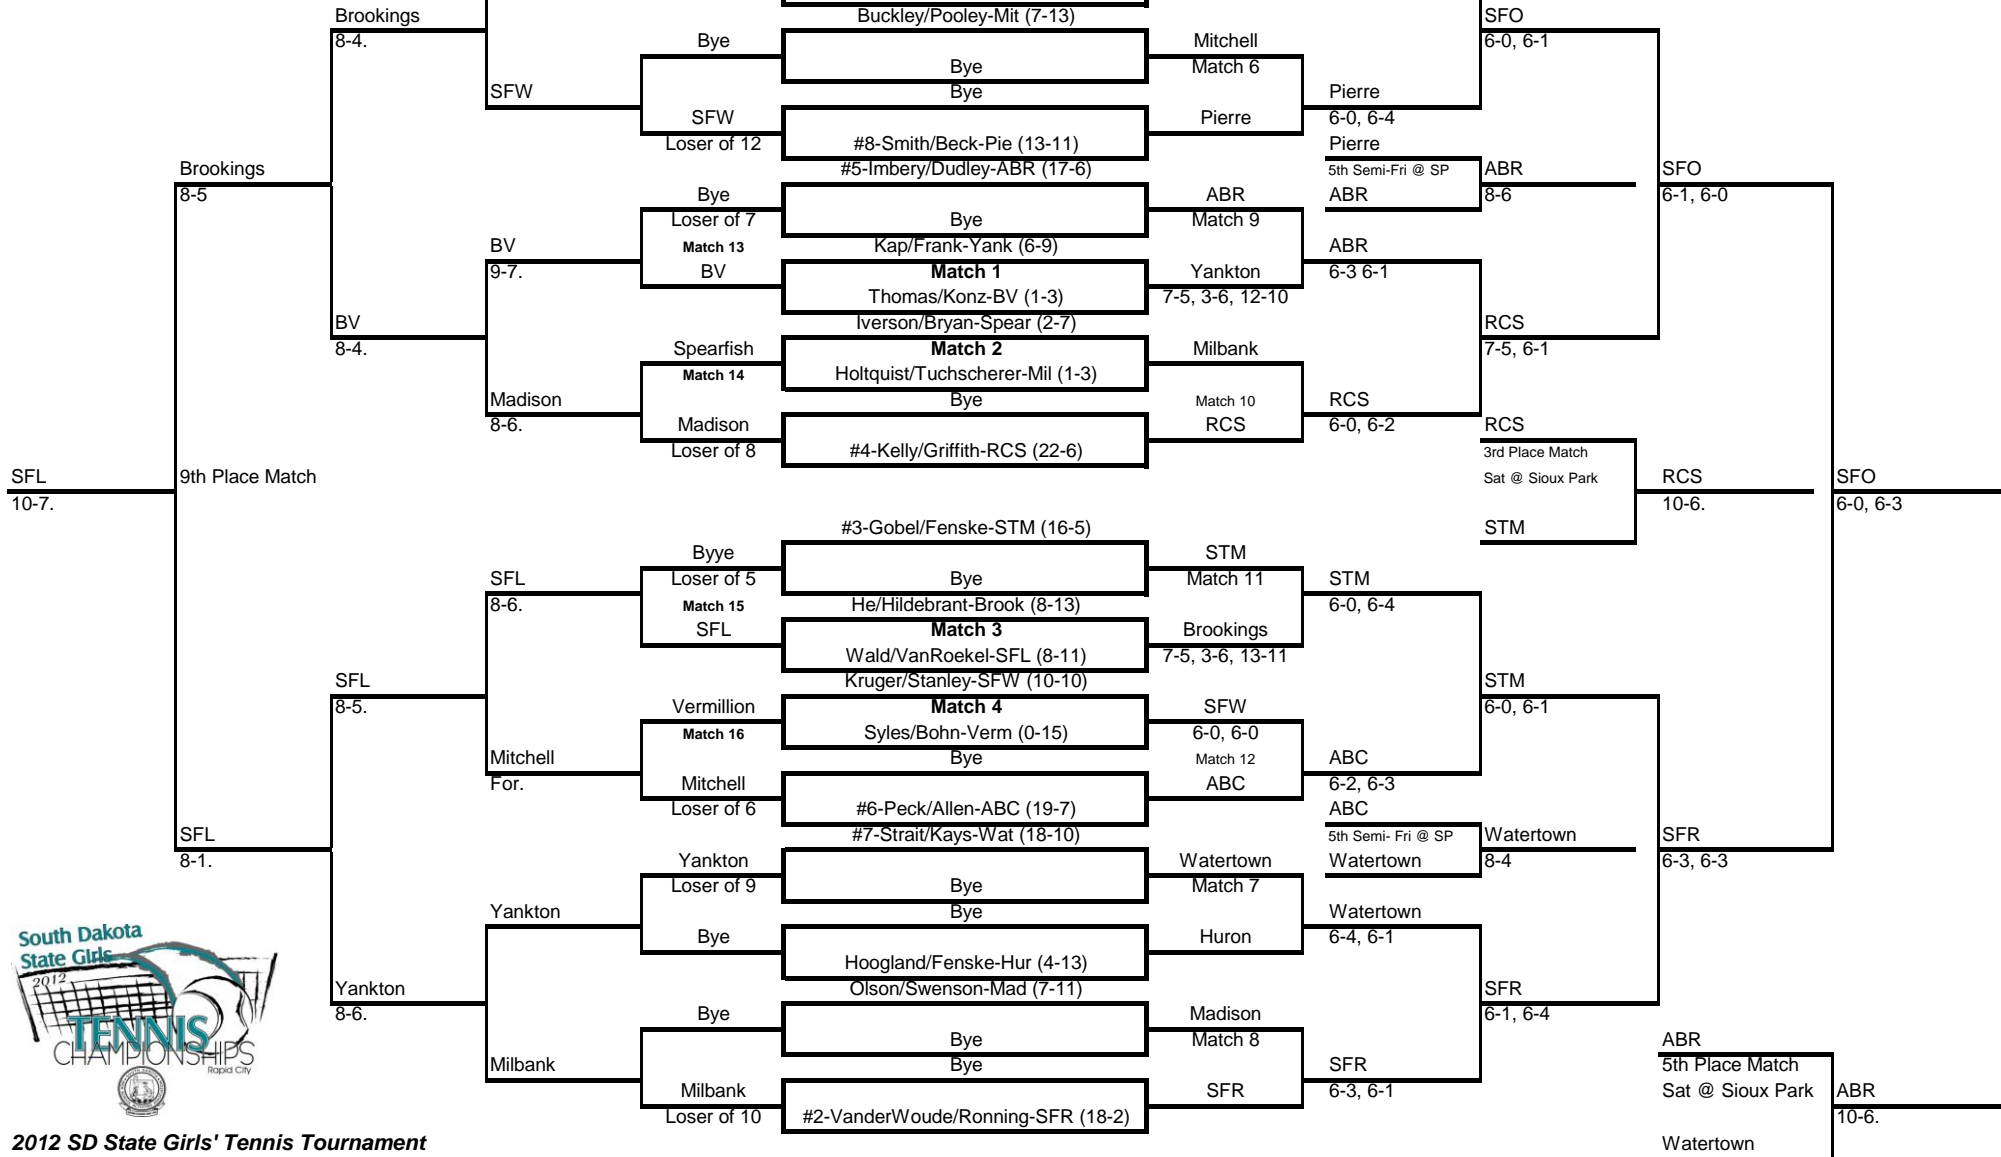 Brookings
Buckley/Pooley-Mit (7-13)
SFO
8-4.
Bye
Mitchell
6-0, 6-1
Bye
Match 6
SFW
Bye
Pierre
SFW
Pierre
6-0, 6-4
Loser of 12
#8-Smith/Beck-Pie (13-11)
Pierre
Brookings
#5-Imbery/Dudley-ABR (17-6)
5th Semi-Fri @ SP
ABR
SFO
8-5
Bye
ABR
ABR
8-6
6-1, 6-0
Loser of 7
Bye
Match 9
BV
Match 13
Kap/Frank-Yank (6-9)
ABR
9-7.
BV
Match 1
Yankton
6-3 6-1
Thomas/Konz-BV (1-3)
7-5, 3-6, 12-10
BV
Iverson/Bryan-Spear (2-7)
RCS
8-4.
Spearfish
Match 2
Milbank
7-5, 6-1
Match 14
Holtquist/Tuchscherer-Mil (1-3)
Madison
Bye
Match 10
RCS
8-6.
Madison
RCS
6-0, 6-2
RCS
Loser of 8
#4-Kelly/Griffith-RCS (22-6)
3rd Place Match
SFL
9th Place Match
Sat @ Sioux Park
RCS
SFO
10-7.
10-6.
6-0, 6-3
#3-Gobel/Fenske-STM (16-5)
STM
Byye
STM
SFL
Loser of 5
Bye
Match 11
STM
8-6.
Match 15
He/Hildebrant-Brook (8-13)
6-0, 6-4
SFL
Match 3
Brookings
Wald/VanRoekel-SFL (8-11)
7-5, 3-6, 13-11
SFL
Kruger/Stanley-SFW (10-10)
STM
8-5.
Vermillion
Match 4
SFW
6-0, 6-1
Match 16
Syles/Bohn-Verm (0-15)
6-0, 6-0
Mitchell
Bye
Match 12
ABC
For.
Mitchell
ABC
6-2, 6-3
Loser of 6
#6-Peck/Allen-ABC (19-7)
ABC
SFL
#7-Strait/Kays-Wat (18-10)
5th Semi- Fri @ SP
Watertown
SFR
8-1.
Yankton
Watertown
Watertown
8-4
6-3, 6-3
Loser of 9
Bye
Match 7
Yankton
Bye
Watertown
Bye
Huron
6-4, 6-1
Hoogland/Fenske-Hur (4-13)
Yankton
Olson/Swenson-Mad (7-11)
SFR
8-6.
Bye
Madison
6-1, 6-4
Bye
Match 8
ABR
Milbank
Bye
SFR
5th Place Match
Milbank
SFR
6-3, 6-1
Sat @ Sioux Park
ABR
Loser of 10
#2-VanderWoude/Ronning-SFR (18-2)
10-6.
South Dakota
State Girls
2012
TENNIS
CHAMPIONSHIPS
Rapid City
2012 SD State Girls' Tennis Tournament
Watertown